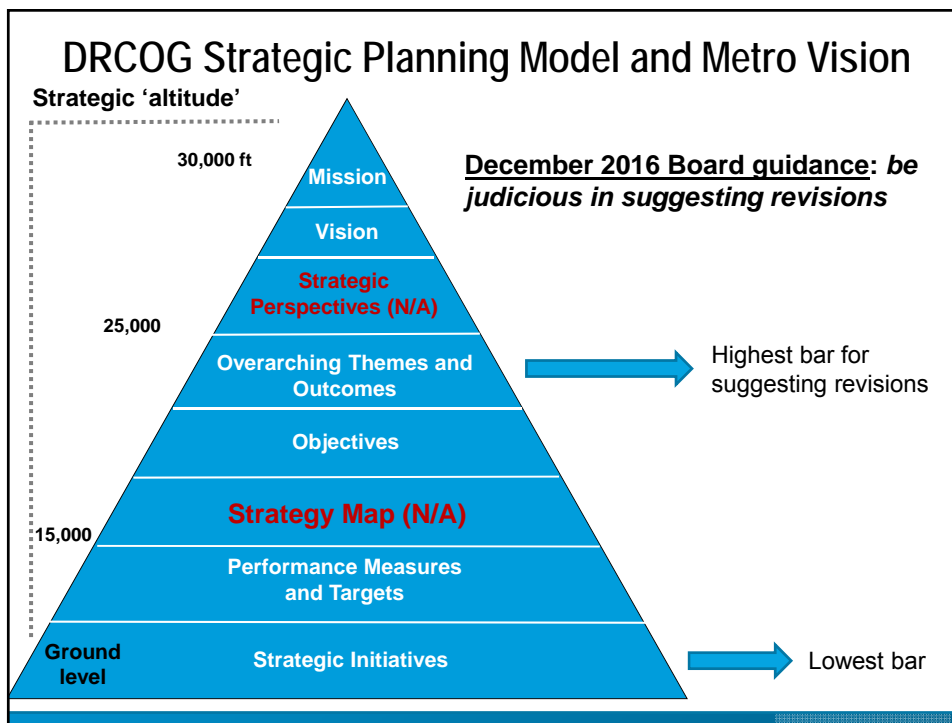 DRCOG Strategic Planning Model and Metro Vision
Strategic ‘altitude’
30,000 ft
Mission
December 2016 Board guidance: be
judicious in suggesting revisions
Vision
Strategic
Perspectives (N/A)
25,000
Overarching Themes and
Outcomes
Highest bar for
suggesting revisions
Objectives
Strategy Map (N/A)
15,000
Performance Measures
and Targets
Ground
level
Strategic Initiatives
Lowest bar